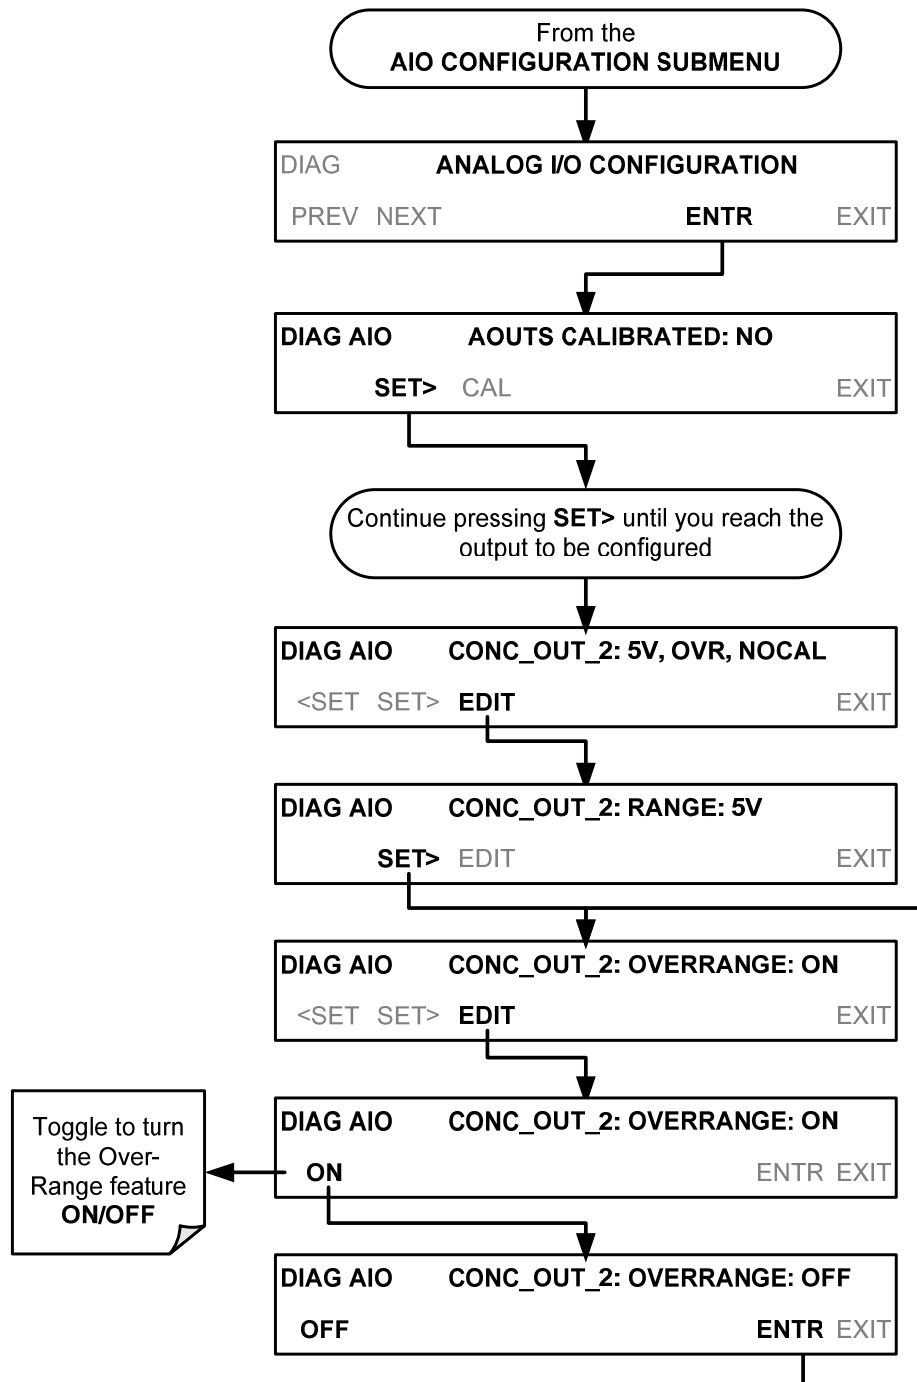 From the
AIO CONFIGURATION SUBMENU
DIAG ANALOG I/O CONFIGURATION
PREV NEXT ENTR EXIT
DIAG AIO AOUTS CALIBRATED: NO
SET> CAL EXIT
Continue pressing SET> until you reach the
output to be configured
DIAG AIO CONC_OUT_2: 5V, OVR, NOCAL
<SET SET> EDIT EXIT
DIAG AIO CONC_OUT_2: RANGE: 5V
SET> EDIT EXIT
DIAG AIO CONC_OUT_2: OVERRANGE: ON
<SET SET> EDIT EXIT
Toggle to turn
the Over-
Range feature
ON/OFF
DIAG AIO CONC_OUT_2: OVERRANGE: ON
ON ENTR EXIT
DIAG AIO CONC_OUT_2: OVERRANGE: OFF
OFF ENTR EXIT